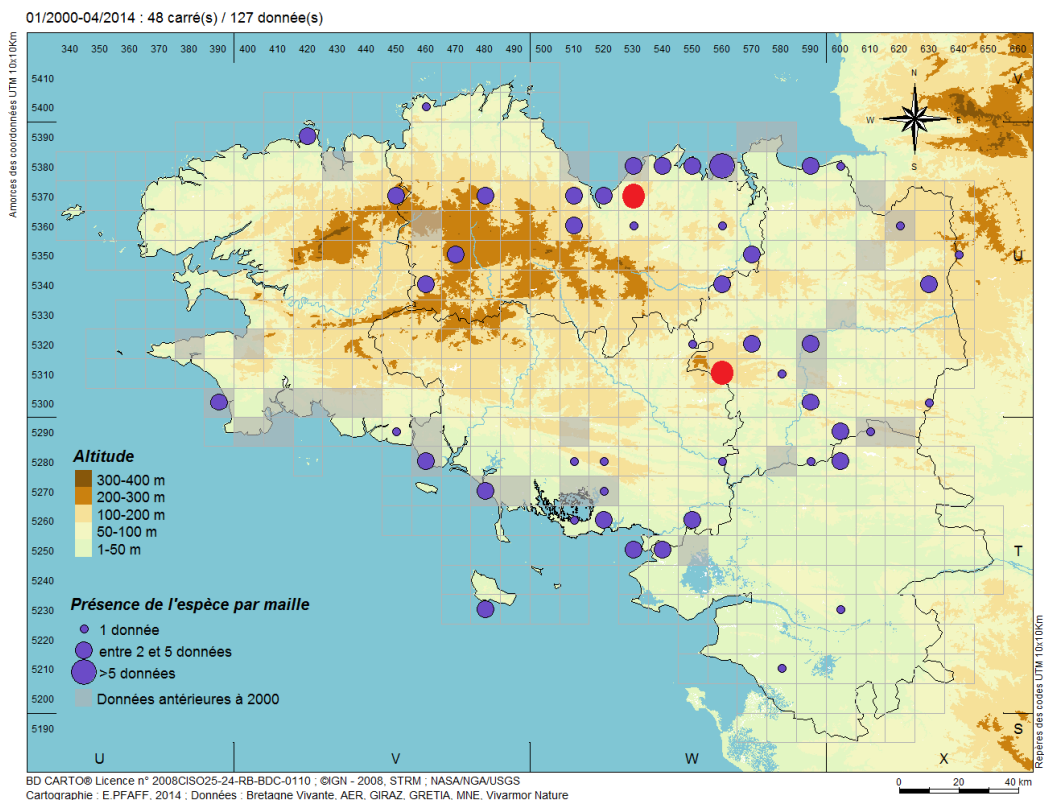 01/2000-04/2014 : 48 carré(s) / 127 donnée(s)
Amorces des coordonnées UTM 10x10Km
340 350 360 370 380 390 400 410 420 430 440 450 460 470 480 490 500 510 520 530 540 550 560 570 580 590 600 610 620 630 640 650 660
5410
5400
5390
5380
5370
5360
5350
5340
5330
5320
5310
5300
5290
5280
5270
5260
5250
5240
5230
5220
5210
5200
5190
N
W E
S
V
U
T
S
Altitude
300-400 m
200-300 m
100-200 m
50-100 m
1-50 m
Présence de l'espèce par maille
1 donnée
entre 2 et 5 données
>5 données
Données antérieures à 2000
U V W X
Repères des codes UTM 10x10Km
BD CARTO® Licence n° 2008CISO25-24-RB-BDC-0110 ; ©IGN - 2008, STRM ; NASA/NGA/USGS
Cartographie : E.PFAFF, 2014 ; Données : Bretagne Vivante, AER, GIRAZ, GRETIA, MNE, Vivarmor Nature
0 20 40 km